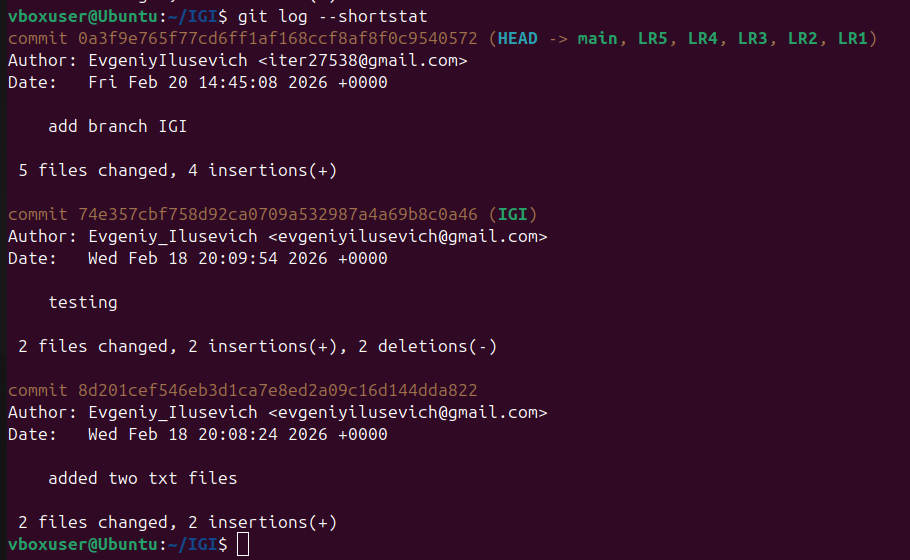 vboxuser@Ubuntu:~/IGI$ git log --shortstat
commit 0a3f9e765f77cd6ff1af168ccf8af8f0c9540572 (HEAD -> main, LR5, LR4, LR3, LR2, LR1)
Author: EvgeniyIlusevich <iter27538@gmail.com>
Date:   Fri Feb 20 14:45:08 2026 +0000
    add branch IGI
 5 files changed, 4 insertions(+)
commit 74e357cbf758d92ca0709a532987a4a69b8c0a46 (IGI)
Author: Evgeniy_Ilusevich <evgeniyilusevich@gmail.com>
Date:   Wed Feb 18 20:09:54 2026 +0000
    testing
 2 files changed, 2 insertions(+), 2 deletions(-)
commit 8d201cef546eb3d1ca7e8ed2a09c16d144dda822
Author: Evgeniy_Ilusevich <evgeniyilusevich@gmail.com>
Date:   Wed Feb 18 20:08:24 2026 +0000
    added two txt files
 2 files changed, 2 insertions(+)
vboxuser@Ubuntu:~/IGI$